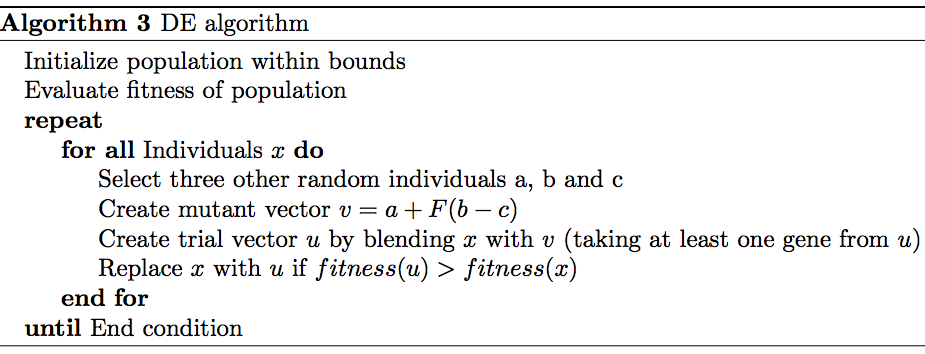 Algorithm 3 DE algorithm
Initialize population within bounds
Evaluate fitness of population
repeat
for all Individuals x do
Select three other random individuals a, b and c
Create mutant vector v = a + F(b − c)
Create trial vector u by blending x with v (taking at least one gene from u)
Replace x with u if fitness(u) > fitness(x)
end for
until End condition